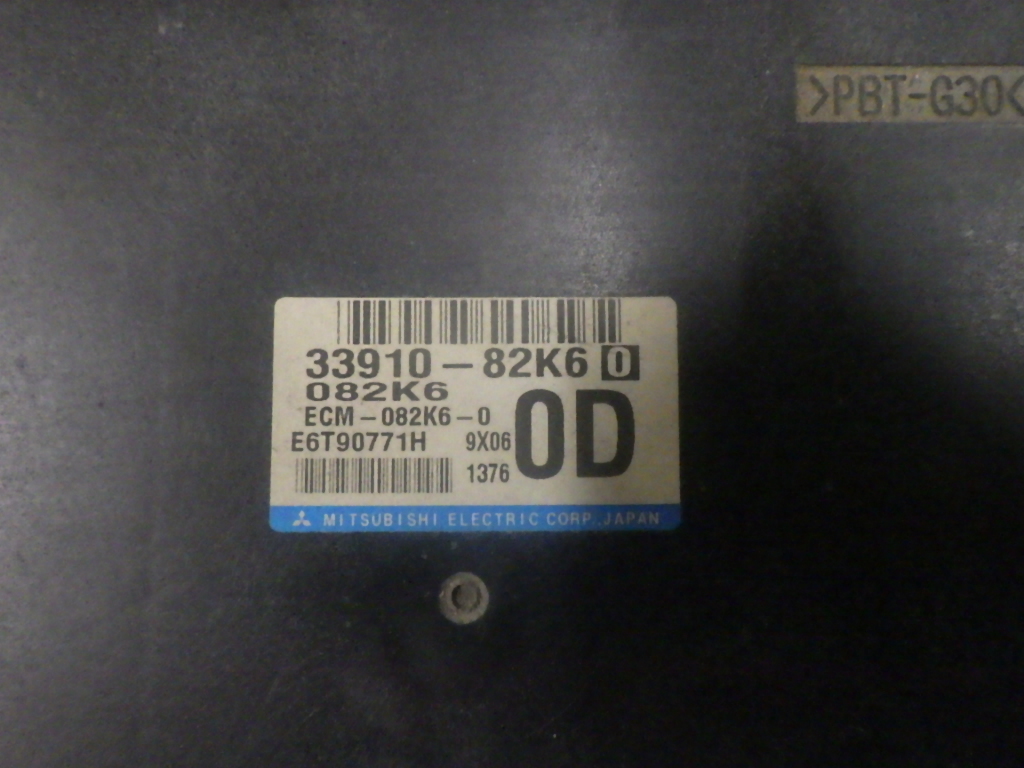 >PBT-G30<
33910-82K6 0
082K6
ECM-082K6-0
0D
E6T90771H 9X06
1376
MITSUBISHI ELECTRIC CORP. JAPAN